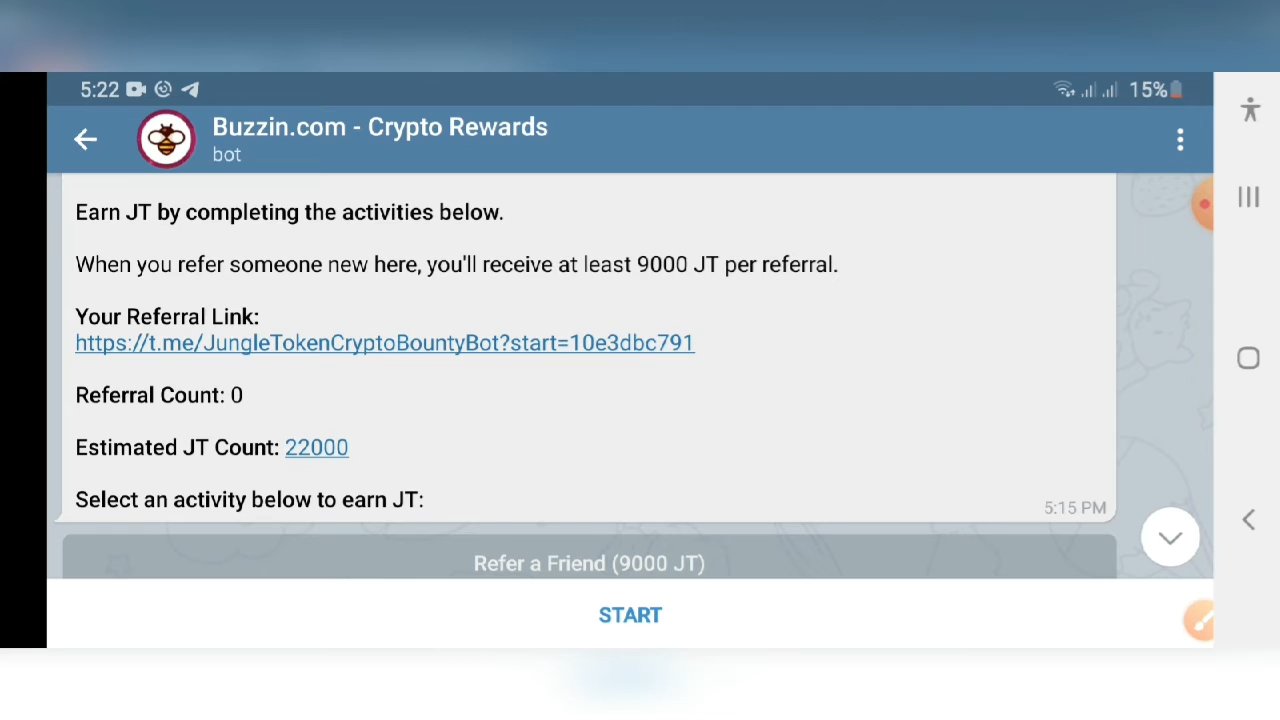 5:22
15%
Buzzin.com - Crypto Rewards
bot
Earn JT by completing the activities below.
When you refer someone new here, you'll receive at least 9000 JT per referral.
Your Referral Link:
https://t.me/JungleTokenCryptoBountyBot?start=10e3dbc791
Referral Count: 0
Estimated JT Count: 22000
Select an activity below to earn JT:
5:15 PM
Refer a Friend (9000 JT)
START